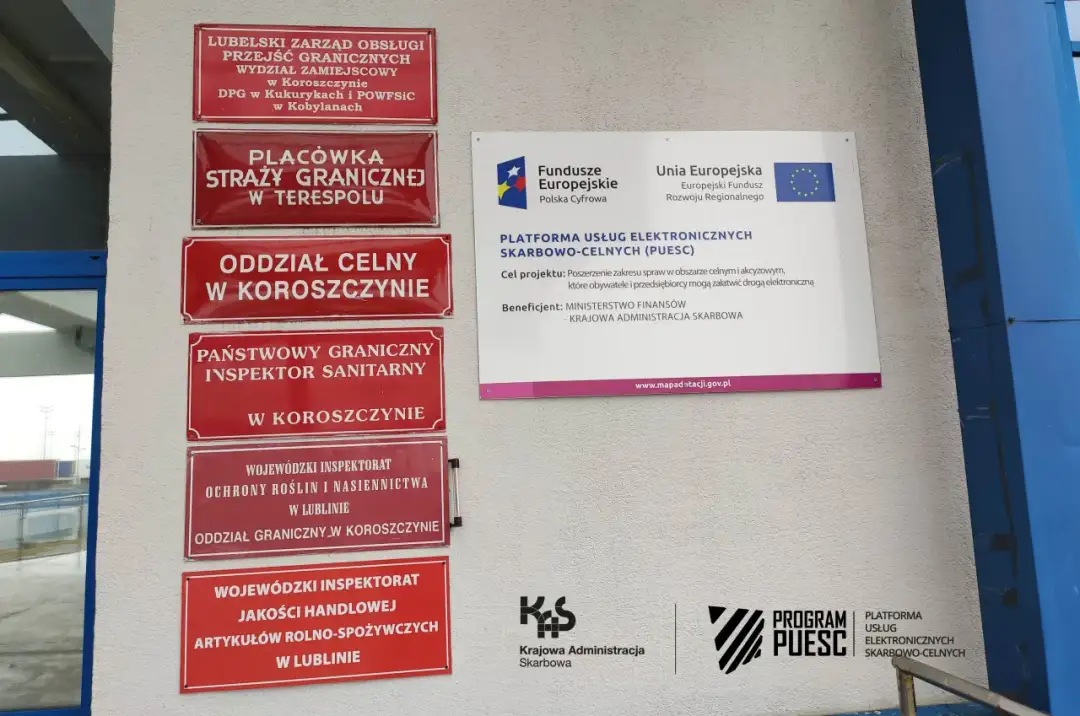 LUBELSKI ZARZĄD OBSŁUGI
PRZEJŚĆ GRANICZNYCH
WYDZIAŁ ZAMIEJSCOWY
w Koroszczynie
DPG w Kukurykach i POWFSiC
w Kobylanach
PLACÓWKA
STRAŻY GRANICZNEJ
W TERESPOLU
ODDZIAŁ CELNY
W KOROSZCZYNIE
PAŃSTWOWY GRANICZNY
INSPEKTOR SANITARNY
W KOROSZCZYNIE
WOJEWÓDZKI INSPEKTORAT
OCHRONY ROŚLIN I NASIENNICTWA
W LUBLINIE
ODDZIAŁ GRANICZNY W KOROSZCZYNIE
WOJEWÓDZKI INSPEKTORAT
JAKOŚCI HANDLOWEJ
ARTYKUŁÓW ROLNO-SPOŻYWCZYCH
W LUBLINIE
Fundusze
Europejskie
Polska Cyfrowa
Unia Europejska
Europejski Fundusz
Rozwoju Regionalnego
PLATFORMA USŁUG ELEKTRONICZNYCH
SKARBOWO-CELNYCH (PUESC)
Cel projektu: Poszerzenie zakresu spraw w obszarze celnym i akcyzowym,
które obywatele i przedsiębiorcy mogą załatwić drogą elektroniczną
Beneficjent: MINISTERSTWO FINANSÓW
- KRAJOWA ADMINISTRACJA SKARBOWA
www.mapadotacji.gov.pl
KAS
Krajowa Administracja
Skarbowa
PROGRAM
PUESC
PLATFORMA
USŁUG
ELEKTRONICZNYCH
SKARBOWO-CELNYCH